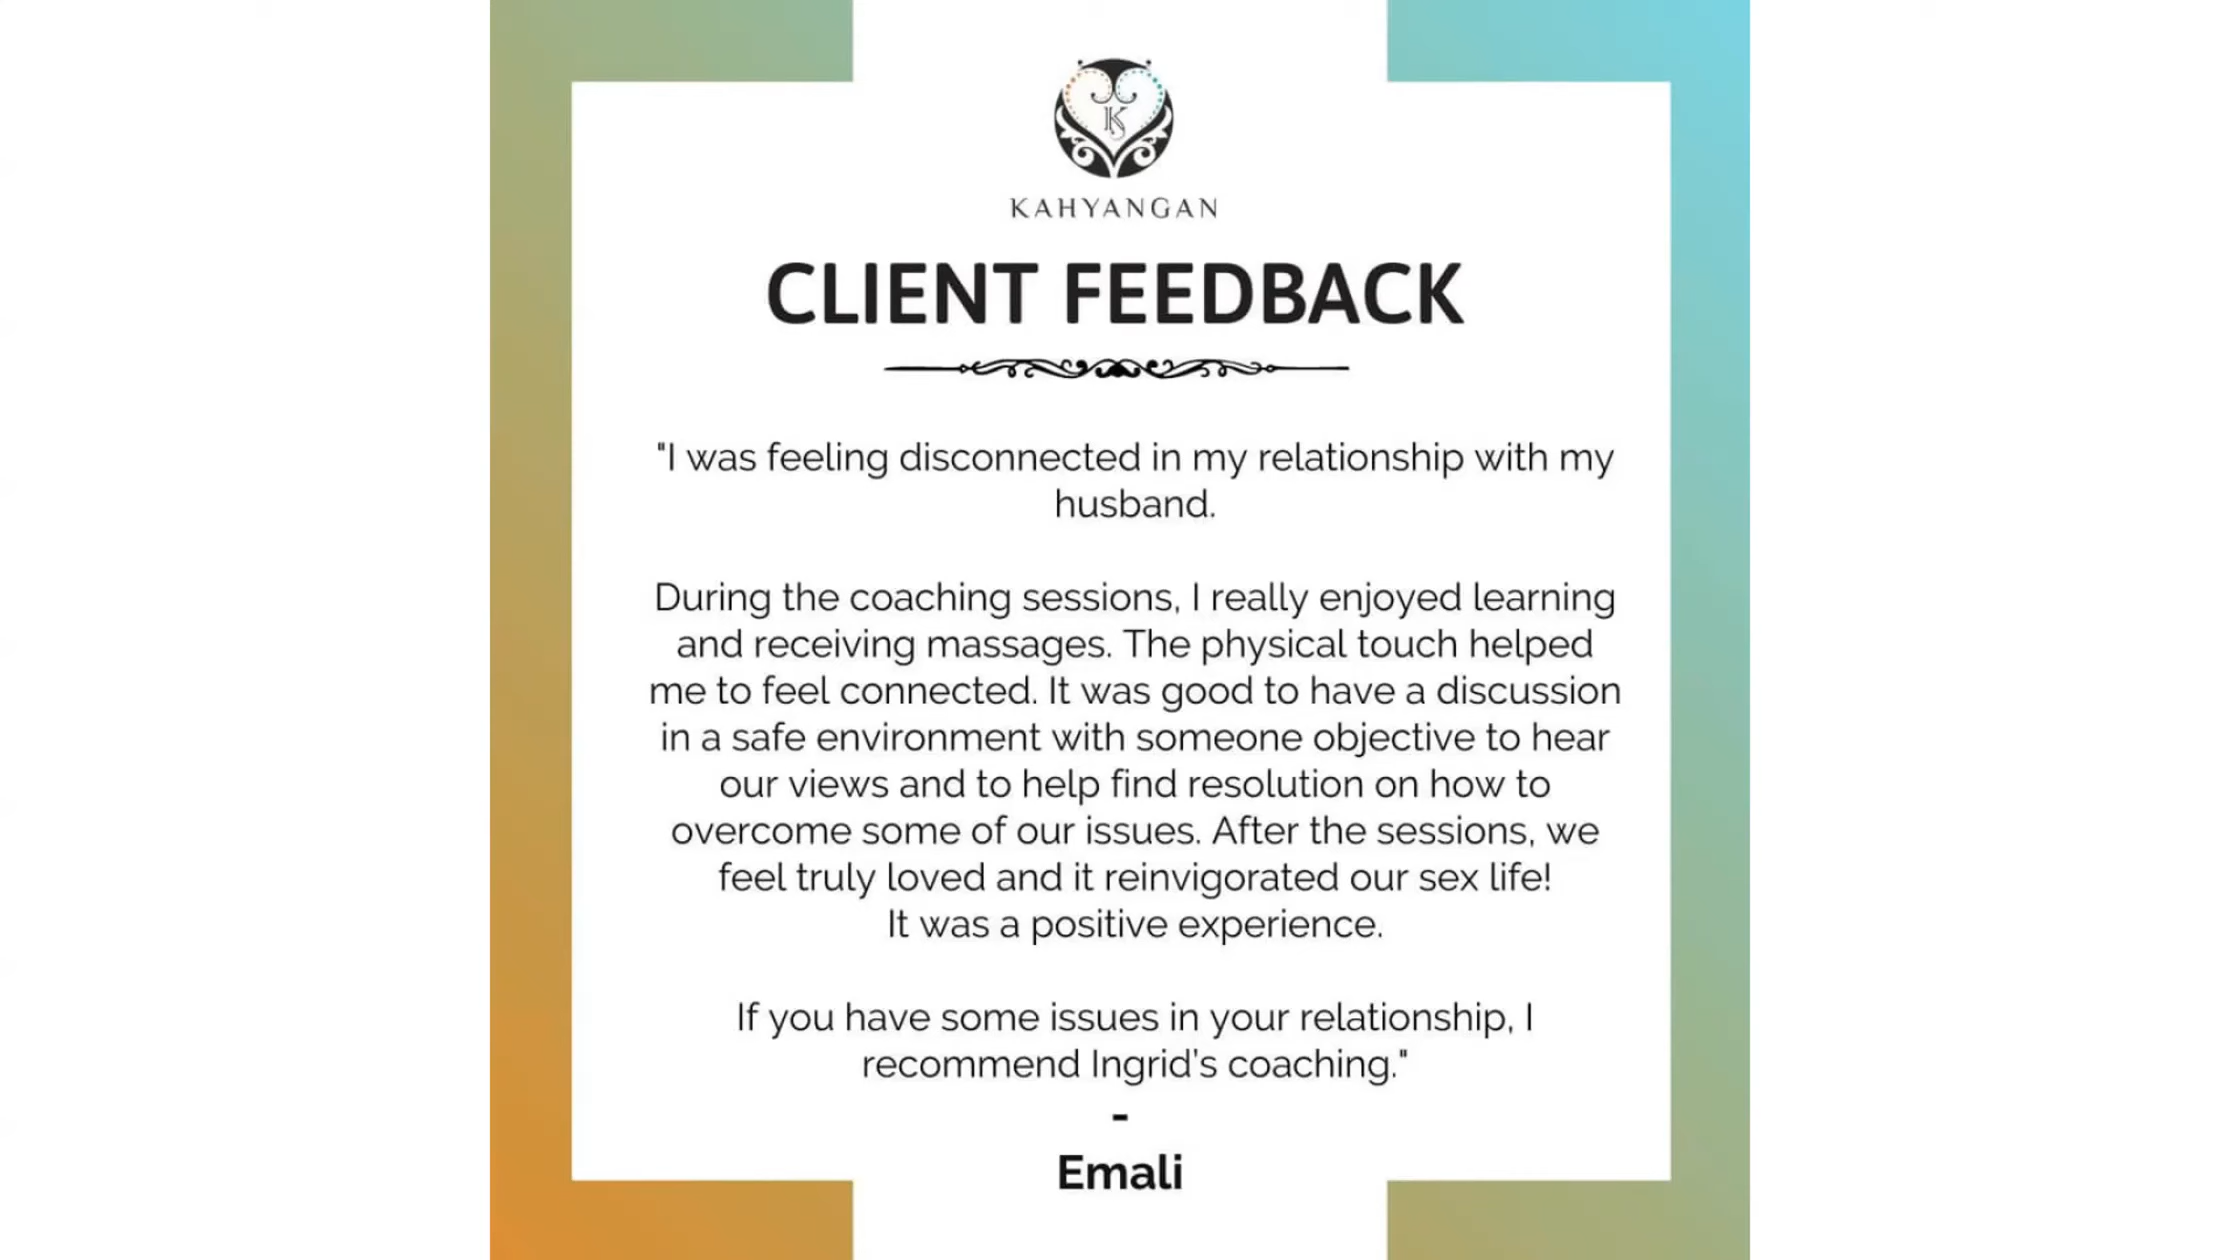 K
KAHYANGAN
CLIENT FEEDBACK
"I was feeling disconnected in my relationship with my
husband.
During the coaching sessions, I really enjoyed learning
and receiving massages. The physical touch helped
me to feel connected. It was good to have a discussion
in a safe environment with someone objective to hear
our views and to help find resolution on how to
overcome some of our issues. After the sessions, we
feel truly loved and it reinvigorated our sex life!
It was a positive experience.
If you have some issues in your relationship, I
recommend Ingrid's coaching."
-
Emali